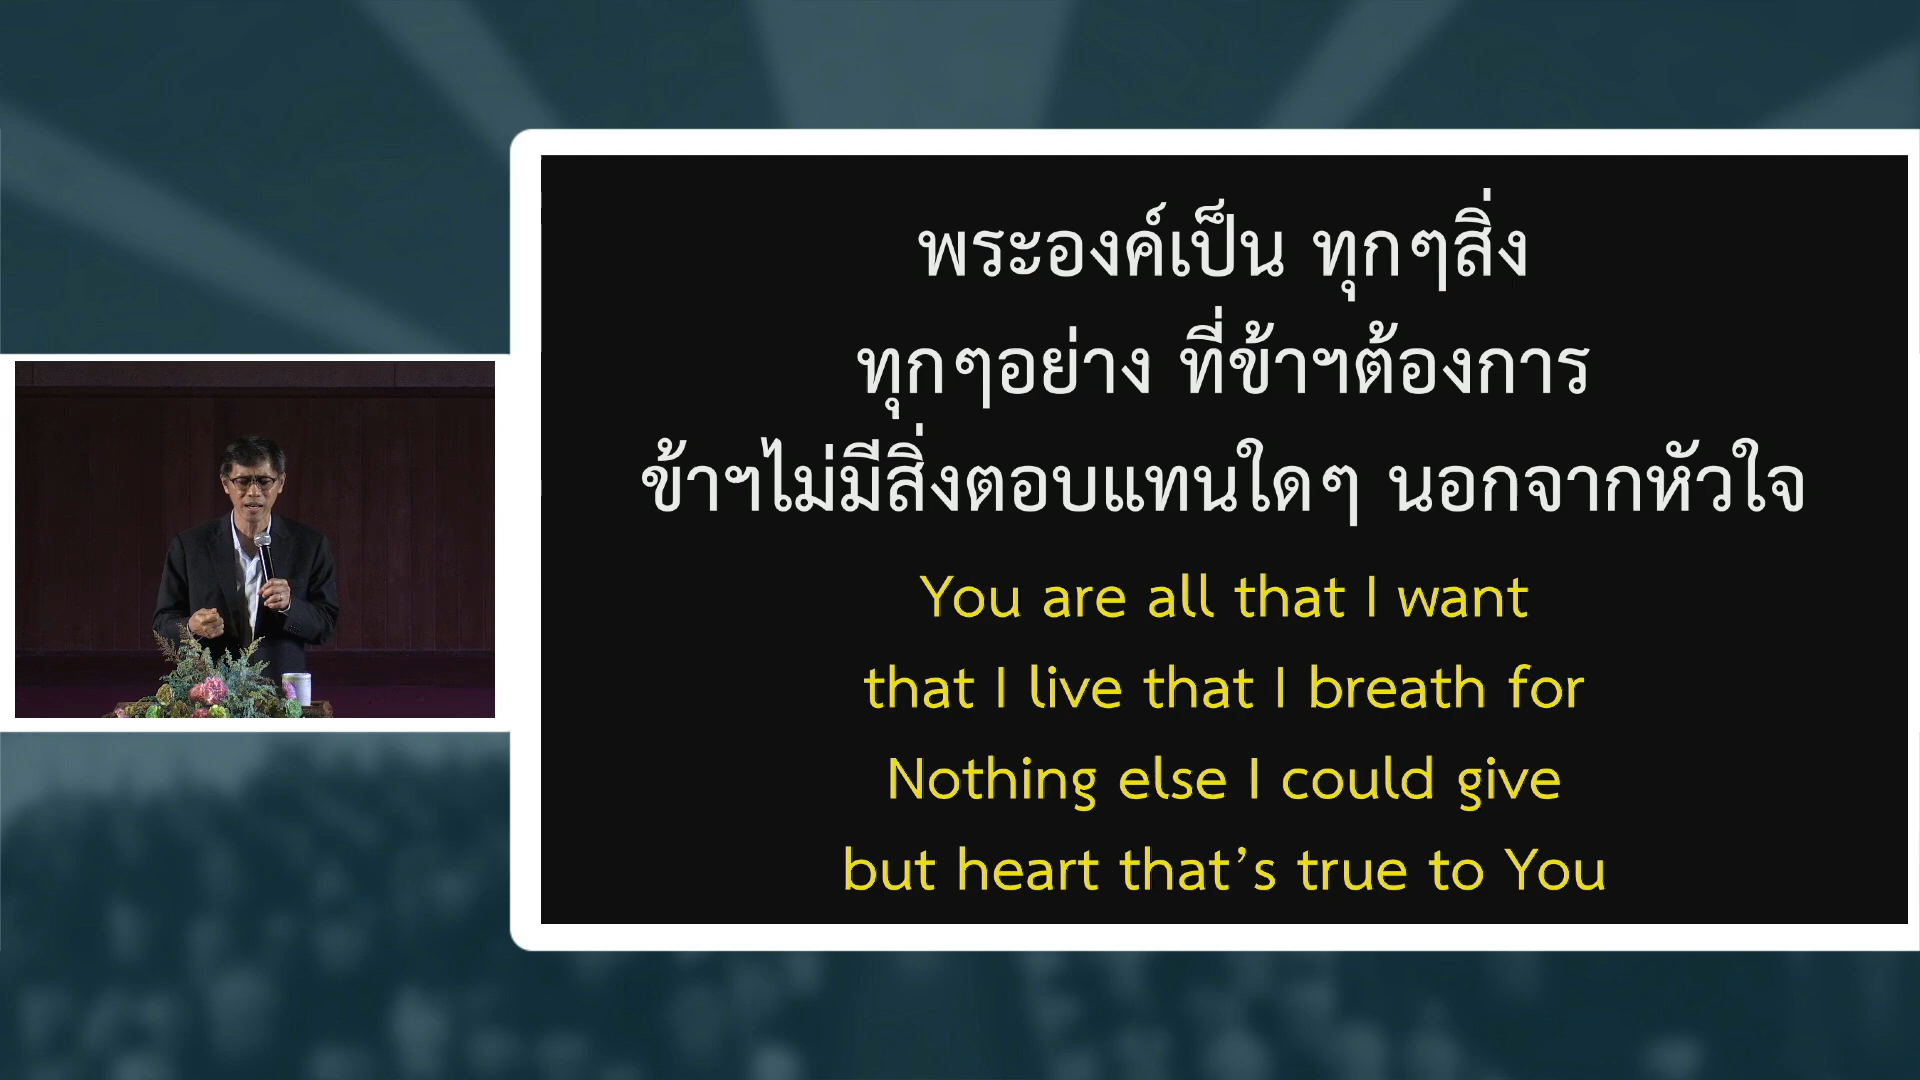 พระองค์เป็น ทุกๆสิ่ง
ทุกๆอย่าง ที่ข้าฯต้องการ
ข้าฯไม่มีสิ่งตอบแทนใดๆ นอกจากหัวใจ
You are all that I want
that I live that I breath for
Nothing else I could give
but heart that’s true to You